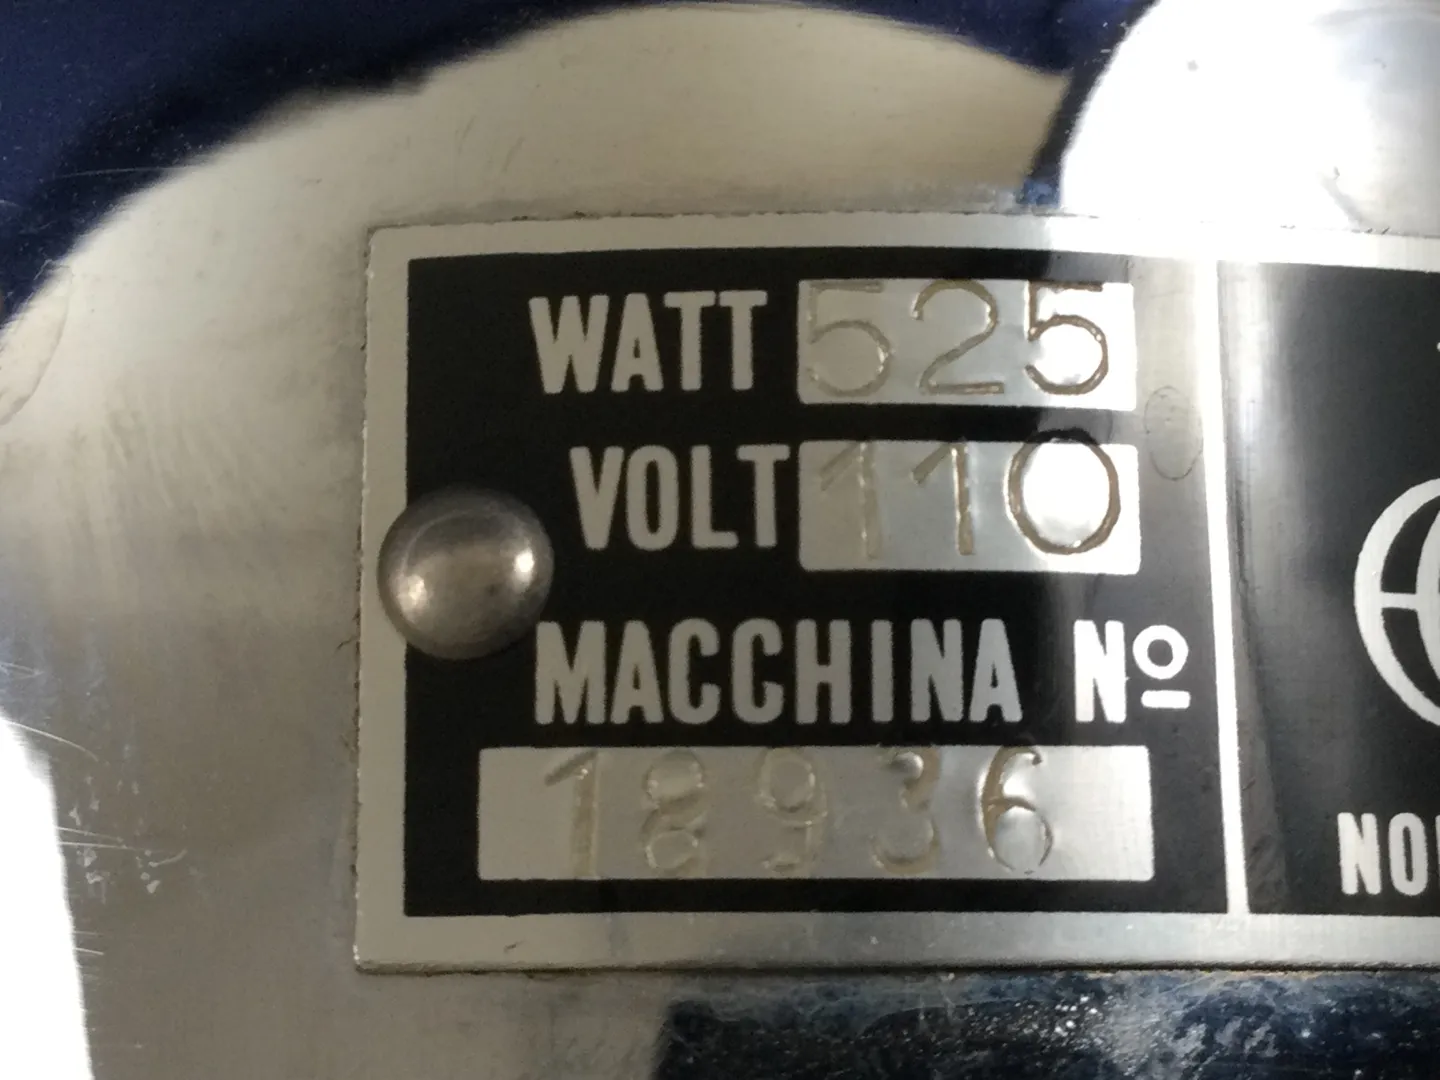 WATT 525
VOLT 110
MACCHINA Nº
18936